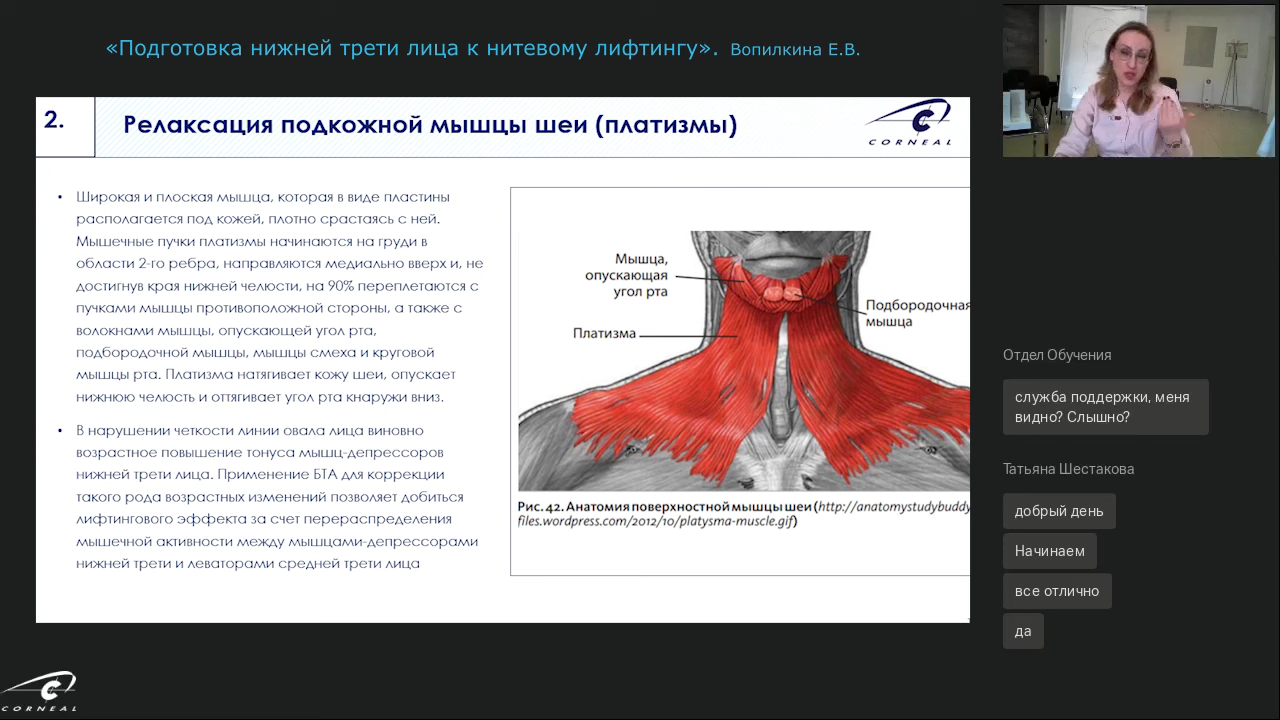 «Подготовка нижней трети лица к нитевому лифтингу». Вопилкина Е.В.
2.
Релаксация подкожной мышцы шеи (платизмы)
CORNEAL
• Широкая и плоская мышца, которая в виде пластины
располагается под кожей, плотно срастаясь с ней.
Мышечные пучки платизмы начинаются на груди в
области 2-го ребра, направляются медиально вверх и, не
достигнув края нижней челюсти, на 90% переплетаются с
пучками мышцы противоположной стороны, а также с
волокнами мышцы, опускающей угол рта,
подбородочной мышцы, мышцы смеха и круговой
мышцы рта. Платизма натягивает кожу шеи, опускает
нижнюю челюсть и оттягивает угол рта кнаружи вниз.
• В нарушении четкости линии овала лица виновно
возрастное повышение тонуса мышц-депрессоров
нижней трети лица. Применение БТА для коррекции
такого рода возрастных изменений позволяет добиться
лифтингового эффекта за счет перераспределения
мышечной активности между мышцами-депрессорами
нижней трети и леваторами средней трети лица
Мышца,
опускающая
угол рта
Подбородочная
мышца
Платизма
Рис. 42. Анатомия поверхностной мышцы шеи (http://anatomystudybuddy
files.wordpress.com/2012/10/platysma-muscle.gif)
Отдел Обучения
служба поддержки, меня
видно? Слышно?
Татьяна Шестакова
добрый день
Начинаем
все отлично
да
CORNEAL